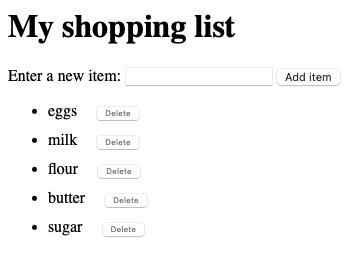 My shopping list
Enter a new item: Add item
eggs Delete
milk Delete
flour Delete
butter Delete
sugar Delete